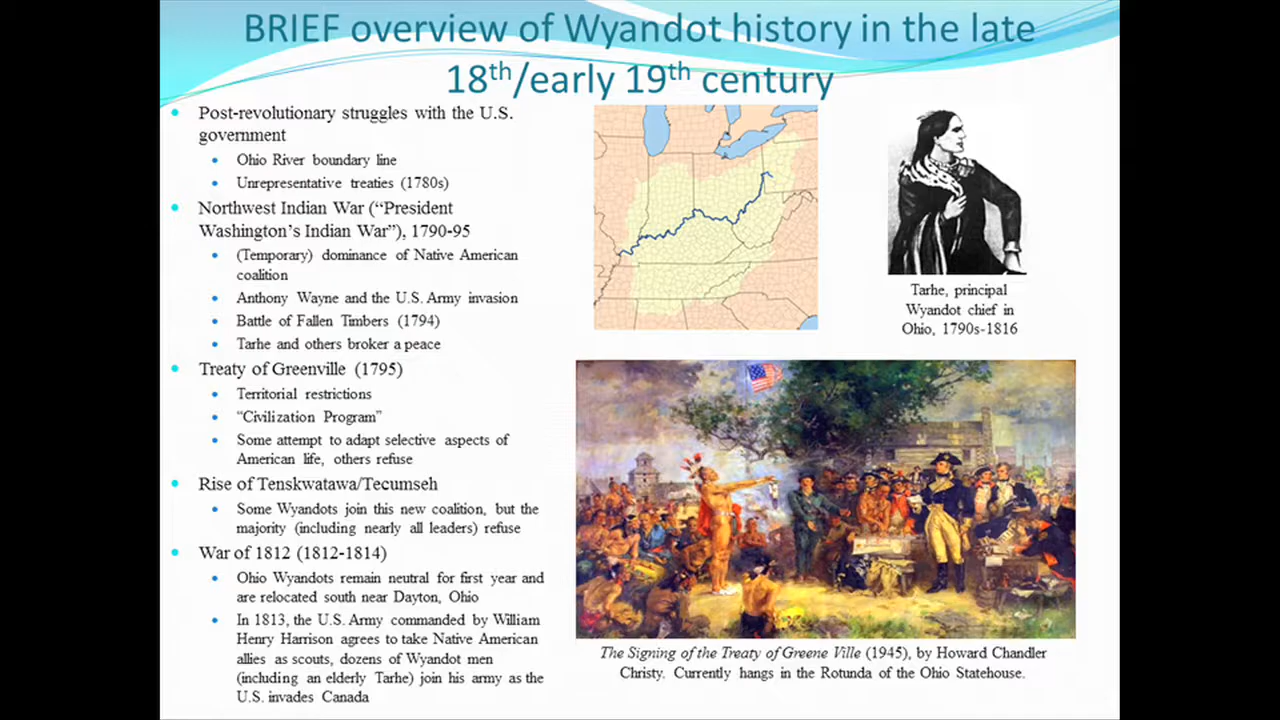 BRIEF overview of Wyandot history in the late
18th/early 19th century
Post-revolutionary struggles with the U.S.
government
Ohio River boundary line
Unrepresentative treaties (1780s)
Northwest Indian War (“President
Washington’s Indian War”), 1790-95
(Temporary) dominance of Native American
coalition
Anthony Wayne and the U.S. Army invasion
Battle of Fallen Timbers (1794)
Tarhe and others broker a peace
Treaty of Greenville (1795)
Territorial restrictions
“Civilization Program”
Some attempt to adapt selective aspects of
American life, others refuse
Rise of Tenskwatawa/Tecumseh
Some Wyandots join this new coalition, but the
majority (including nearly all leaders) refuse
War of 1812 (1812-1814)
Ohio Wyandots remain neutral for first year and
are relocated south near Dayton, Ohio
In 1813, the U.S. Army commanded by William
Henry Harrison agrees to take Native American
allies as scouts, dozens of Wyandot men
(including an elderly Tarhe) join his army as the
U.S. invades Canada
Tarhe, principal
Wyandot chief in
Ohio, 1790s-1816
The Signing of the Treaty of Greene Ville (1945), by Howard Chandler
Christy. Currently hangs in the Rotunda of the Ohio Statehouse.